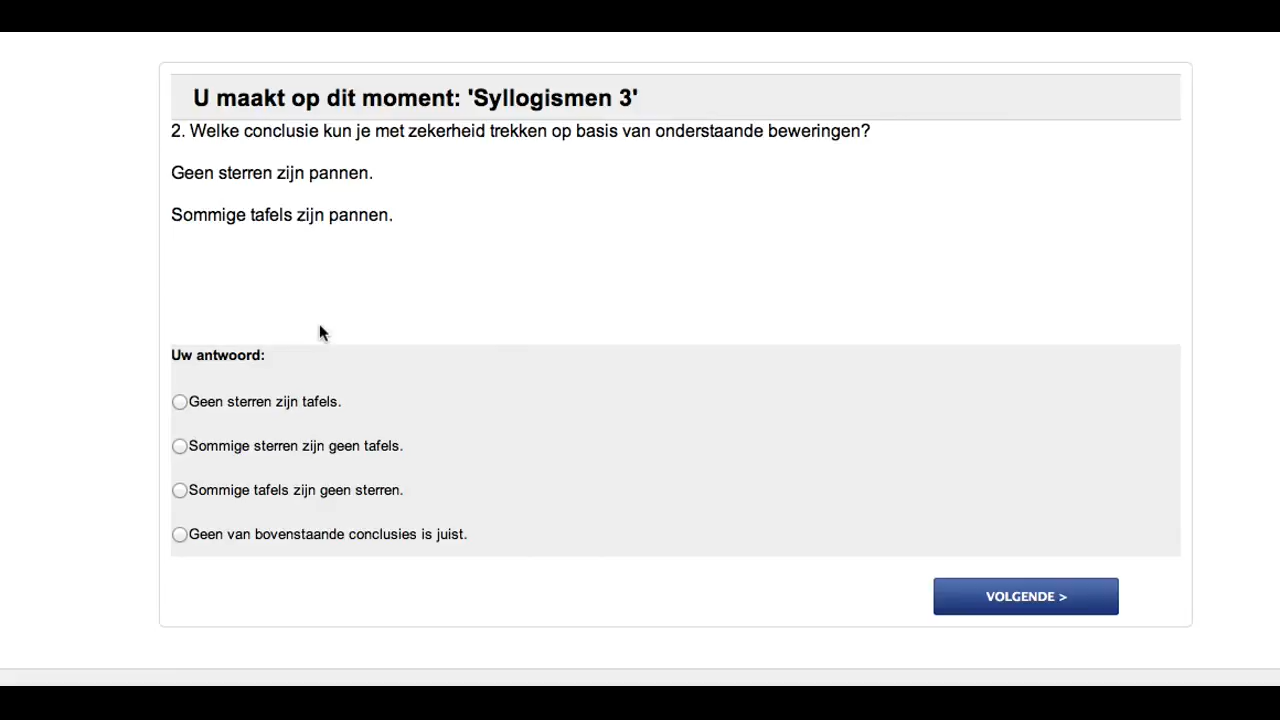 U maakt op dit moment: 'Syllogismen 3'
2. Welke conclusie kun je met zekerheid trekken op basis van onderstaande beweringen?
Geen sterren zijn pannen.
Sommige tafels zijn pannen.
Uw antwoord:
Geen sterren zijn tafels.
Sommige sterren zijn geen tafels.
Sommige tafels zijn geen sterren.
Geen van bovenstaande conclusies is juist.
VOLGENDE >